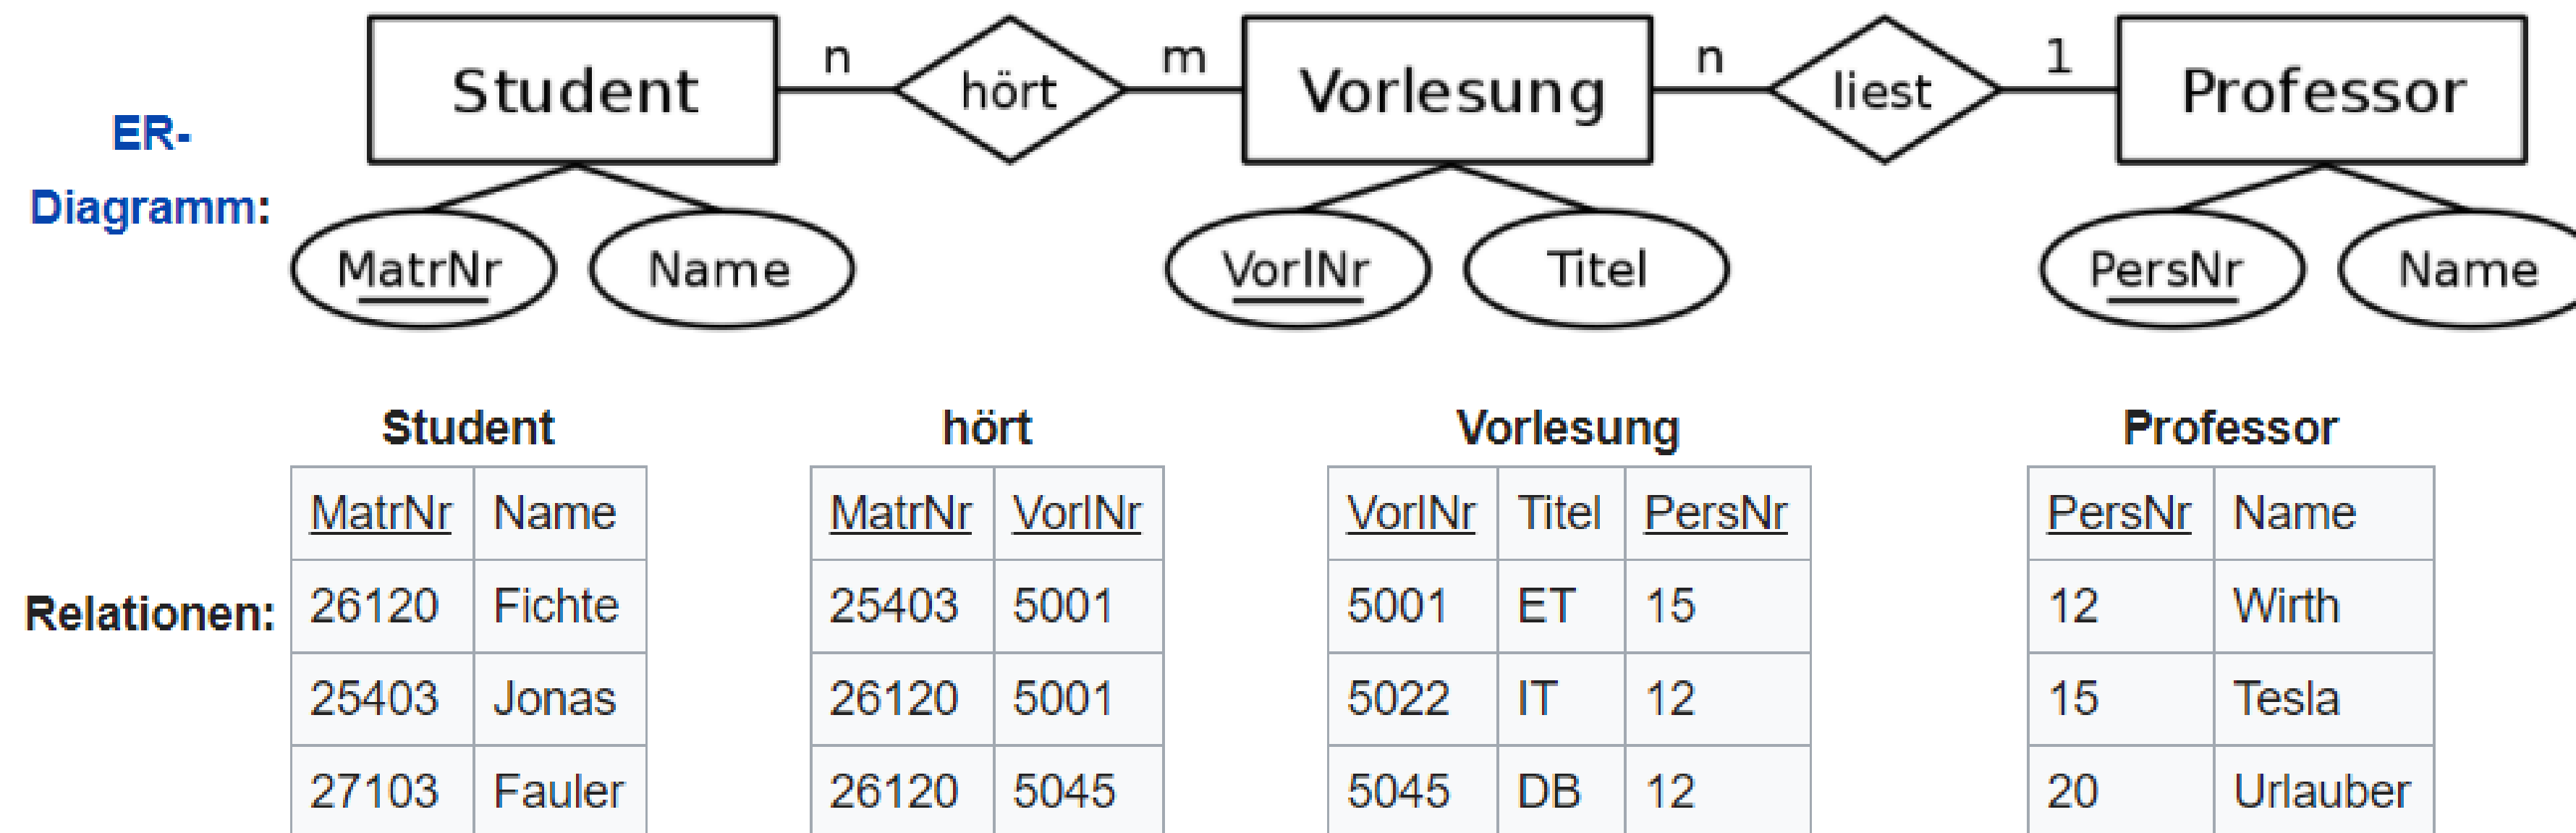 ER-
Diagramm:
Student n hört m Vorlesung n liest 1 Professor
MatrNr Name VorlNr Titel PersNr Name
Student hört Vorlesung Professor
Relationen:
MatrNr Name MatrNr VorlNr VorlNr Titel PersNr PersNr Name
26120 Fichte 25403 5001 5001 ET 15 12 Wirth
25403 Jonas 26120 5001 5022 IT 12 15 Tesla
27103 Fauler 26120 5045 5045 DB 12 20 Urlauber